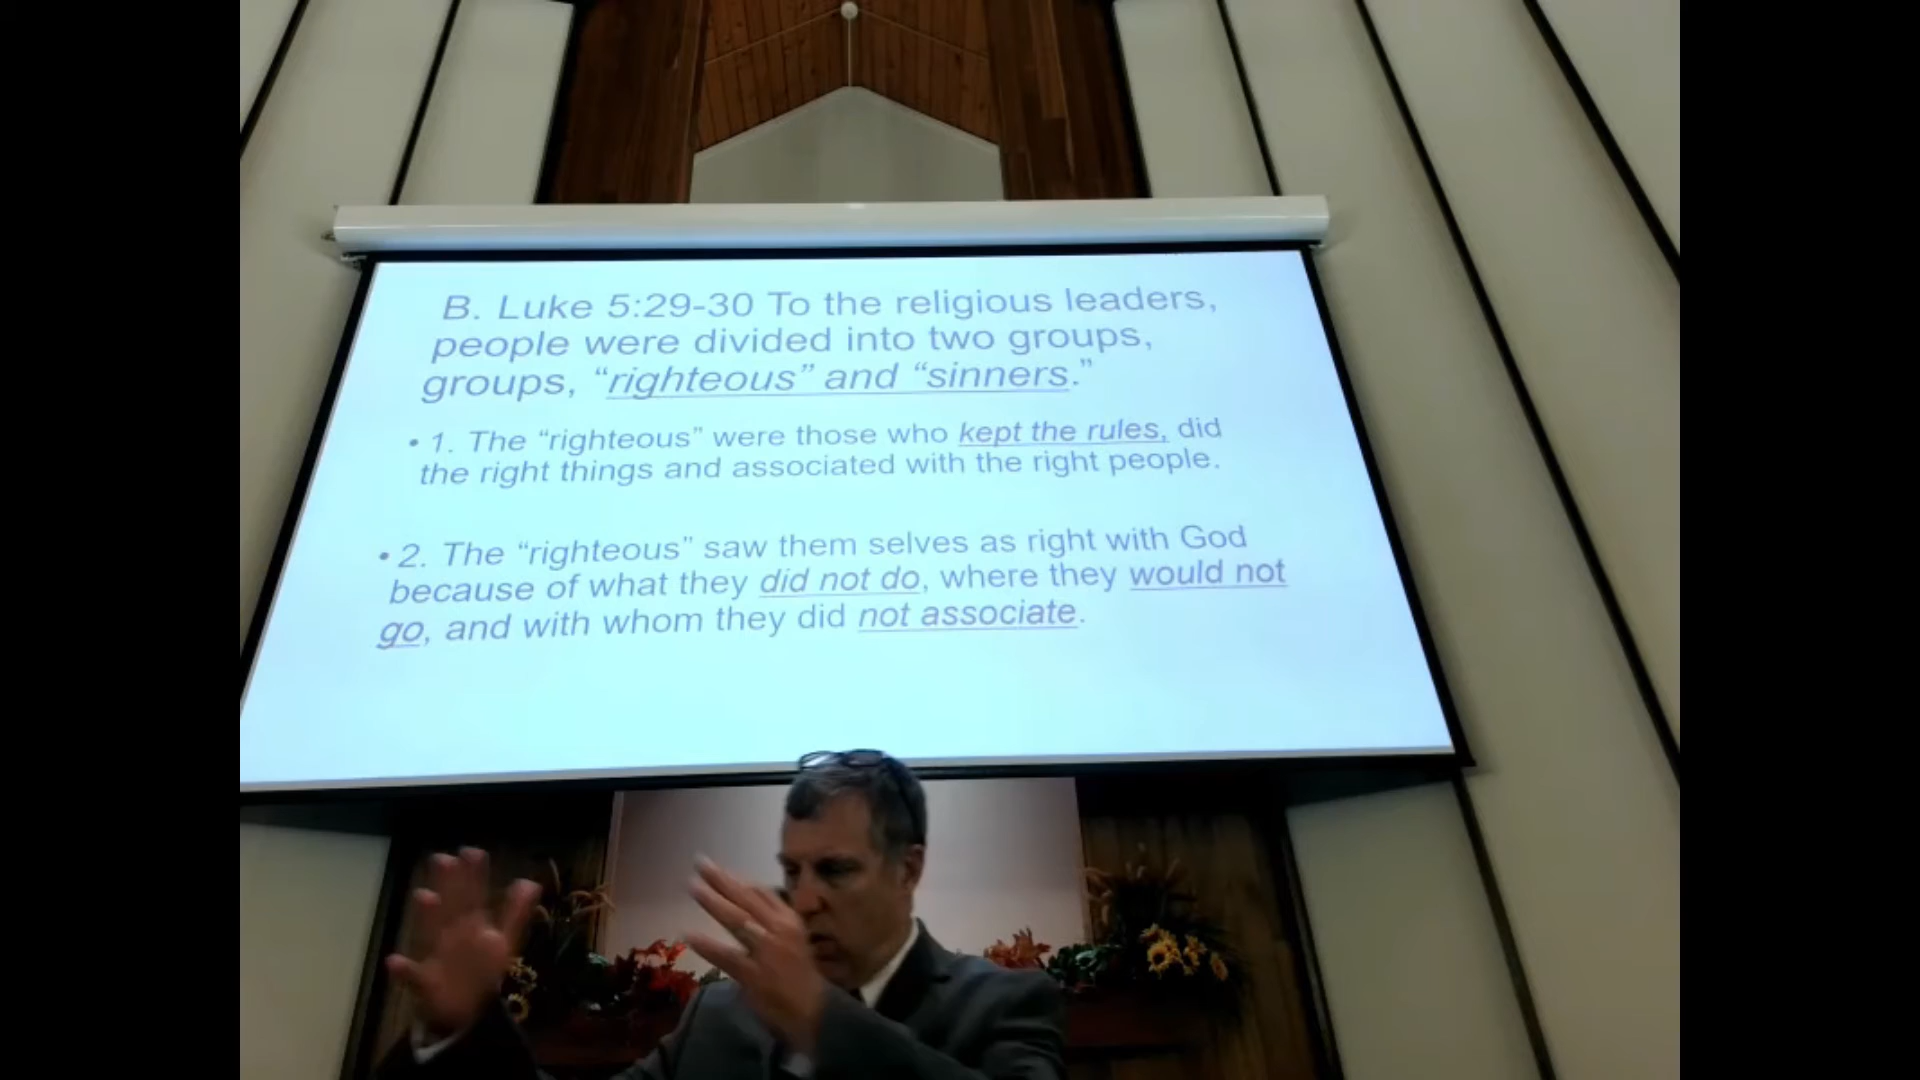 B. Luke 5:29-30 To the religious leaders,
people were divided into two groups,
groups, “righteous” and “sinners.”
• 1. The “righteous” were those who kept the rules, did
the right things and associated with the right people.
• 2. The “righteous” saw them selves as right with God
because of what they did not do, where they would not
go, and with whom they did not associate.